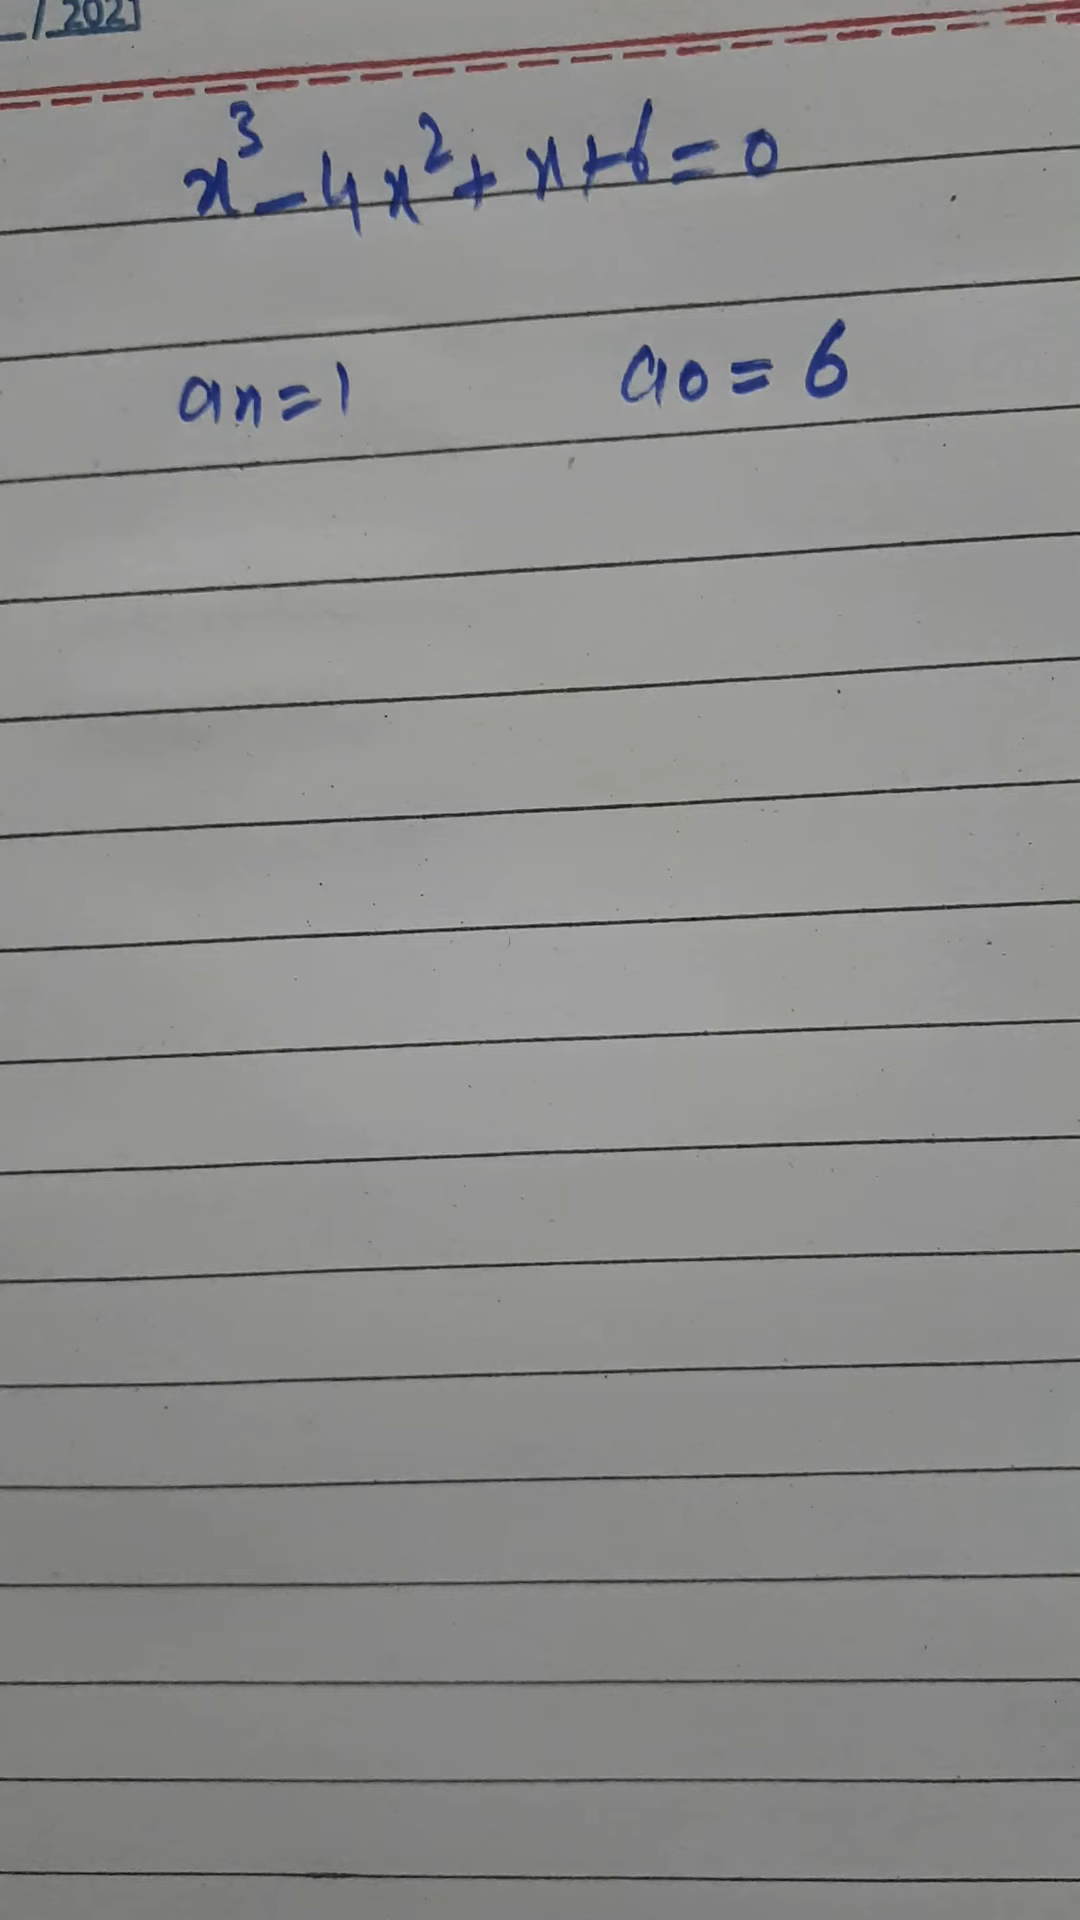 / 2021
x³ - 4x² + x + 6 = 0
an = 1 a0 = 6